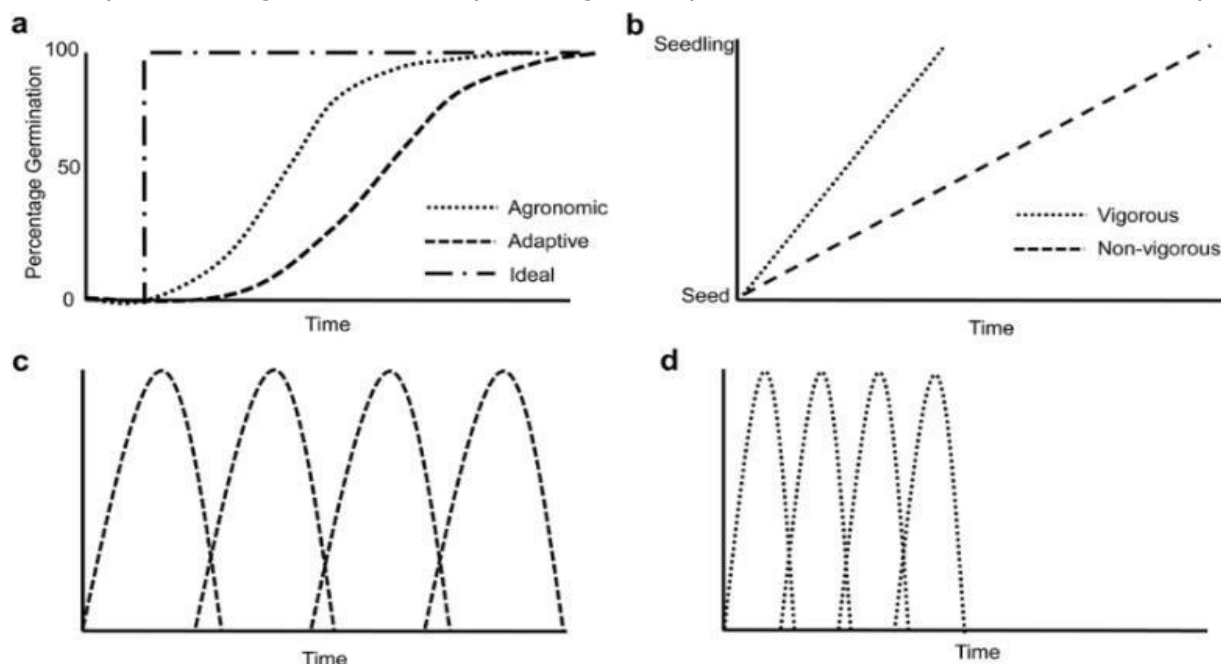 a
100
50
0
Percentage Germination
Agronomic
Adaptive
Ideal
Time
b
Seedling
Seed
Vigorous
Non-vigorous
Time
c
Time
d
Time